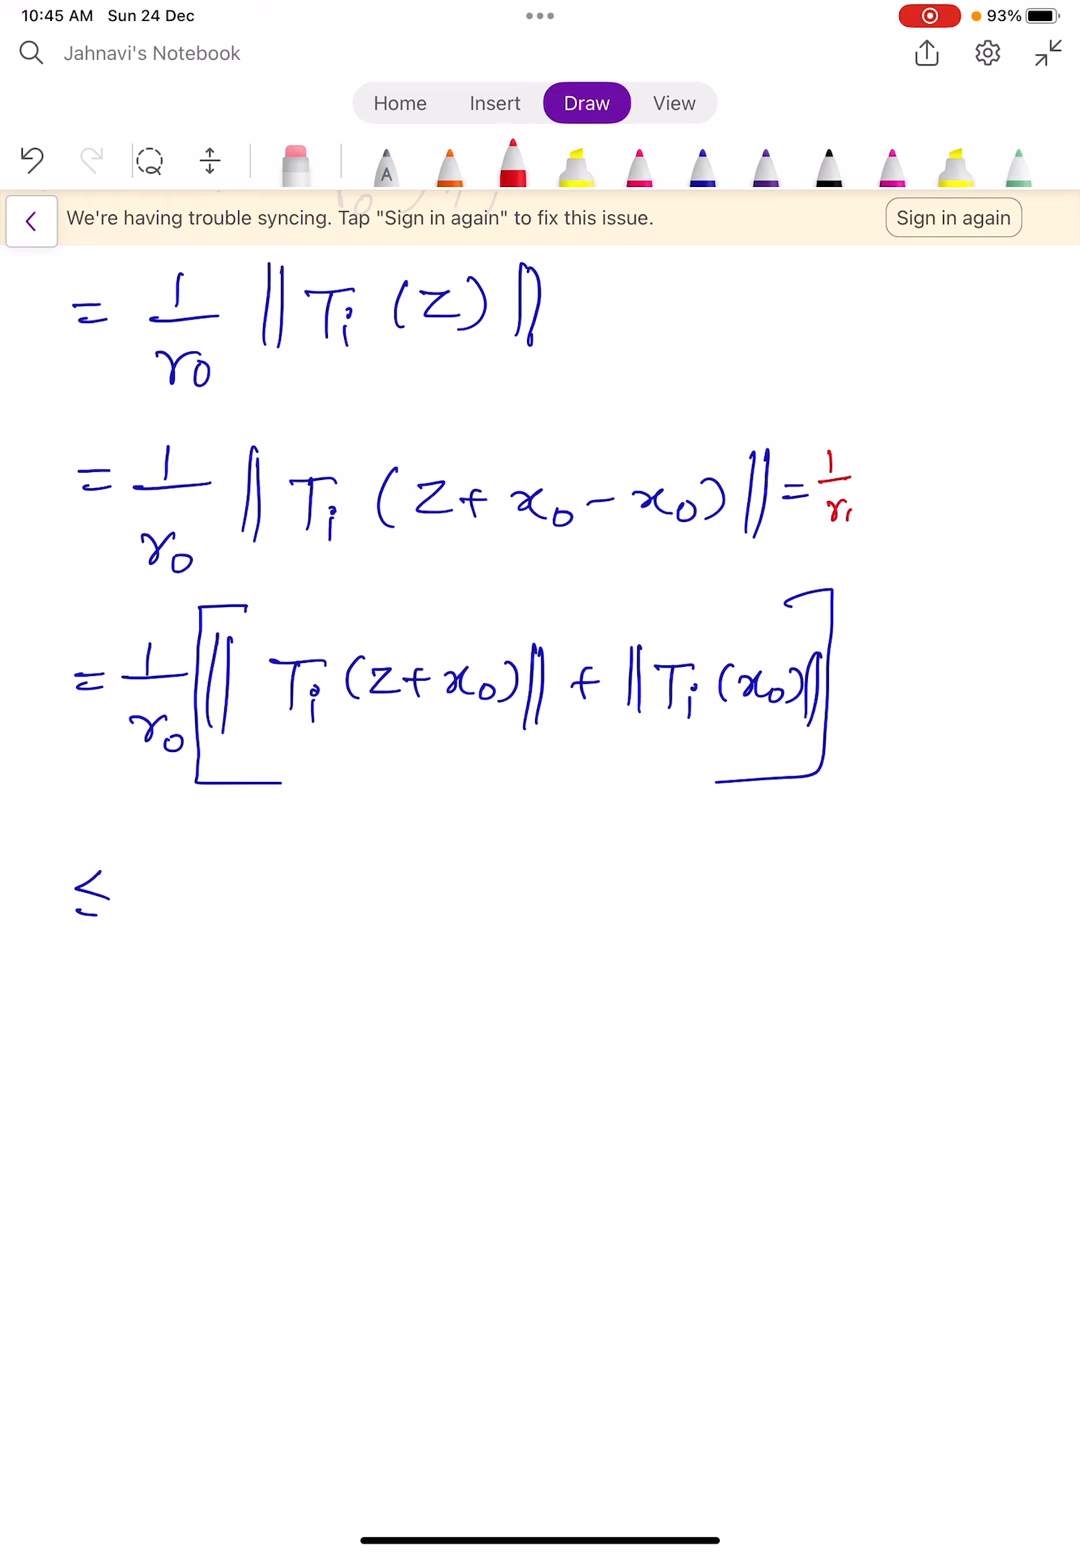 10:45 AM Sun 24 Dec 93%
Jahnavi's Notebook
Home Insert Draw View
A
We're having trouble syncing. Tap "Sign in again" to fix this issue. Sign in again
= 1/r₀ ‖Tᵢ(z)‖
= 1/r₀ ‖Tᵢ(z+x₀-x₀)‖ = 1/r₁
= 1/r₀ [‖Tᵢ(z+x₀)‖ + ‖Tᵢ(x₀)‖]
≤